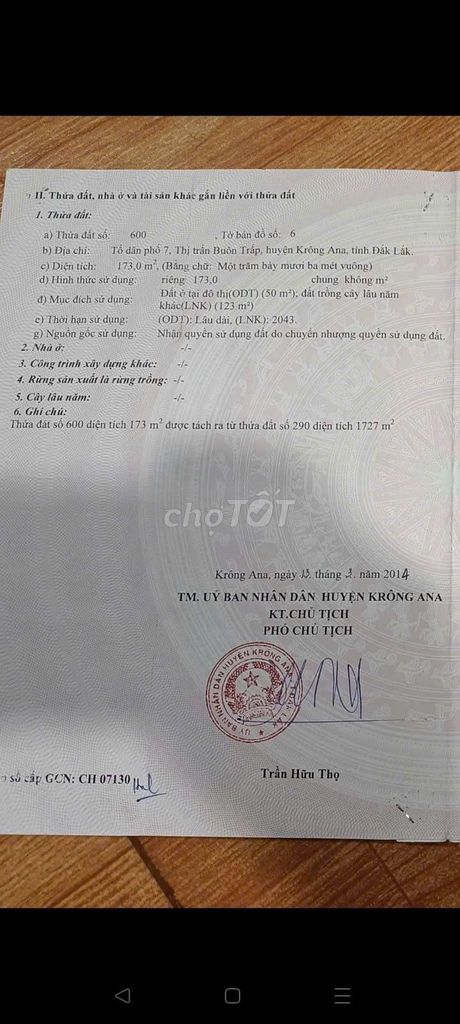 II. Thửa đất, nhà ở và tài sản khác gắn liền với thửa đất
1. Thửa đất:
a) Thửa đất số: 600 , Tờ bản đồ số: 6
b) Địa chỉ: Tổ dân phố 7, Thị trấn Buôn Trấp, huyện Krông Ana, tỉnh Đắk Lắk.
c) Diện tích: 173,0 m², (Bằng chữ: Một trăm bảy mươi ba mét vuông)
d) Hình thức sử dụng: riêng: 173,0 chung không m²
đ) Mục đích sử dụng: Đất ở tại đô thị(ODT) (50 m²); đất trồng cây lâu năm
khác(LNK) (123 m²)
e) Thời hạn sử dụng: (ODT): Lâu dài, (LNK): 2043.
g) Nguồn gốc sử dụng: Nhận quyền sử dụng đất do chuyển nhượng quyền sử dụng đất.
2. Nhà ở: -/-
3. Công trình xây dựng khác: -/-
4. Rừng sản xuất là rừng trồng: -/-
5. Cây lâu năm: -/-
6. Ghi chú:
Thửa đất số 600 diện tích 173 m² được tách ra từ thửa đất số 290 diện tích 1727 m²
chợTỐT
Krông Ana, ngày tháng năm 2014
TM. UỶ BAN NHÂN DÂN HUYỆN KRÔNG ANA
KT.CHỦ TỊCH
PHÓ CHỦ TỊCH
ỦY BAN NHÂN DÂN HUYỆN KRÔNG ANA
Trần Hữu Thọ
số cấp GCN: CH 07130